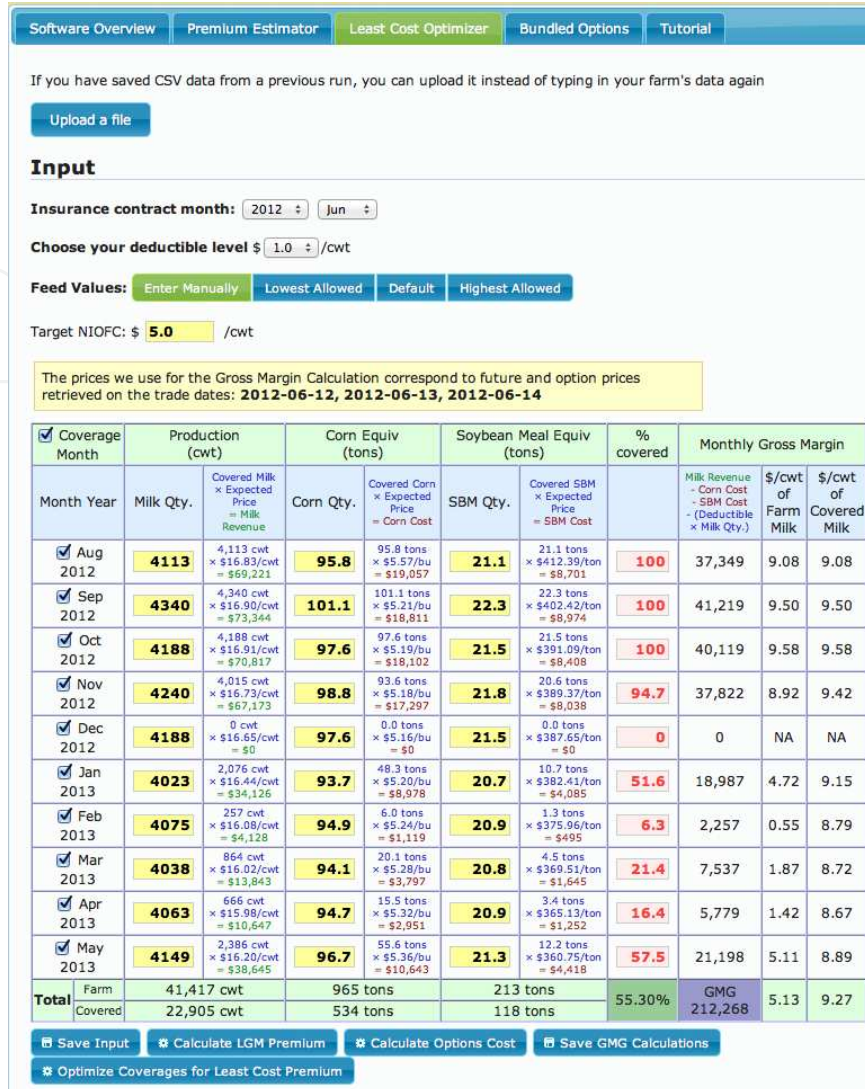 Software Overview Premium Estimator Least Cost Optimizer Bundled Options Tutorial
If you have saved CSV data from a previous run, you can upload it instead of typing in your farm's data again
Upload a file
Input
Insurance contract month: 2012 Jun
Choose your deductible level $ 1.0 /cwt
Feed Values: Enter Manually Lowest Allowed Default Highest Allowed
Target NIOFC: $ 5.0 /cwt
The prices we use for the Gross Margin Calculation correspond to future and option prices
retrieved on the trade dates: 2012-06-12, 2012-06-13, 2012-06-14
Coverage
Month
Production
(cwt)
Corn Equiv
(tons)
Soybean Meal Equiv
(tons)
%
covered
Monthly Gross Margin
Month Year
Milk Qty.
Covered Milk
× Expected
Price
= Milk
Revenue
Corn Qty.
Covered Corn
× Expected
Price
= Corn Cost
SBM Qty.
Covered SBM
× Expected
Price
= SBM Cost
Milk Revenue
- Corn Cost
- SBM Cost
- (Deductible
× Milk Qty.)
$/cwt
of
Farm
Milk
$/cwt
of
Covered
Milk
Aug
2012
4113
4,113 cwt
× $16.83/cwt
= $69,221
95.8
95.8 tons
× $5.57/bu
= $19,057
21.1
21.1 tons
× $412.39/ton
= $8,701
100
37,349
9.08
9.08
Sep
2012
4340
4,340 cwt
× $16.90/cwt
= $73,344
101.1
101.1 tons
× $5.21/bu
= $18,811
22.3
22.3 tons
× $402.42/ton
= $8,974
100
41,219
9.50
9.50
Oct
2012
4188
4,188 cwt
× $16.91/cwt
= $70,817
97.6
97.6 tons
× $5.19/bu
= $18,102
21.5
21.5 tons
× $391.09/ton
= $8,408
100
40,119
9.58
9.58
Nov
2012
4240
4,015 cwt
× $16.73/cwt
= $67,173
98.8
93.6 tons
× $5.18/bu
= $17,297
21.8
20.6 tons
× $389.37/ton
= $8,038
94.7
37,822
8.92
9.42
Dec
2012
4188
0 cwt
× $16.65/cwt
= $0
97.6
0.0 tons
× $5.16/bu
= $0
21.5
0.0 tons
× $387.65/ton
= $0
0
0
NA
NA
Jan
2013
4023
2,076 cwt
× $16.44/cwt
= $34,126
93.7
48.3 tons
× $5.20/bu
= $8,978
20.7
10.7 tons
× $382.41/ton
= $4,085
51.6
18,987
4.72
9.15
Feb
2013
4075
257 cwt
× $16.08/cwt
= $4,128
94.9
6.0 tons
× $5.24/bu
= $1,119
20.9
1.3 tons
× $375.96/ton
= $495
6.3
2,257
0.55
8.79
Mar
2013
4038
864 cwt
× $16.02/cwt
= $13,843
94.1
20.1 tons
× $5.28/bu
= $3,797
20.8
4.5 tons
× $369.51/ton
= $1,645
21.4
7,537
1.87
8.72
Apr
2013
4063
666 cwt
× $15.98/cwt
= $10,647
94.7
15.5 tons
× $5.32/bu
= $2,951
20.9
3.4 tons
× $365.13/ton
= $1,252
16.4
5,779
1.42
8.67
May
2013
4149
2,386 cwt
× $16.20/cwt
= $38,645
96.7
55.6 tons
× $5.36/bu
= $10,643
21.3
12.2 tons
× $360.75/ton
= $4,418
57.5
21,198
5.11
8.89
Total
Farm 41,417 cwt 965 tons 213 tons
Covered 22,905 cwt 534 tons 118 tons
55.30%
GMG
212,268
5.13
9.27
Save Input Calculate LGM Premium Calculate Options Cost Save GMG Calculations
Optimize Coverages for Least Cost Premium